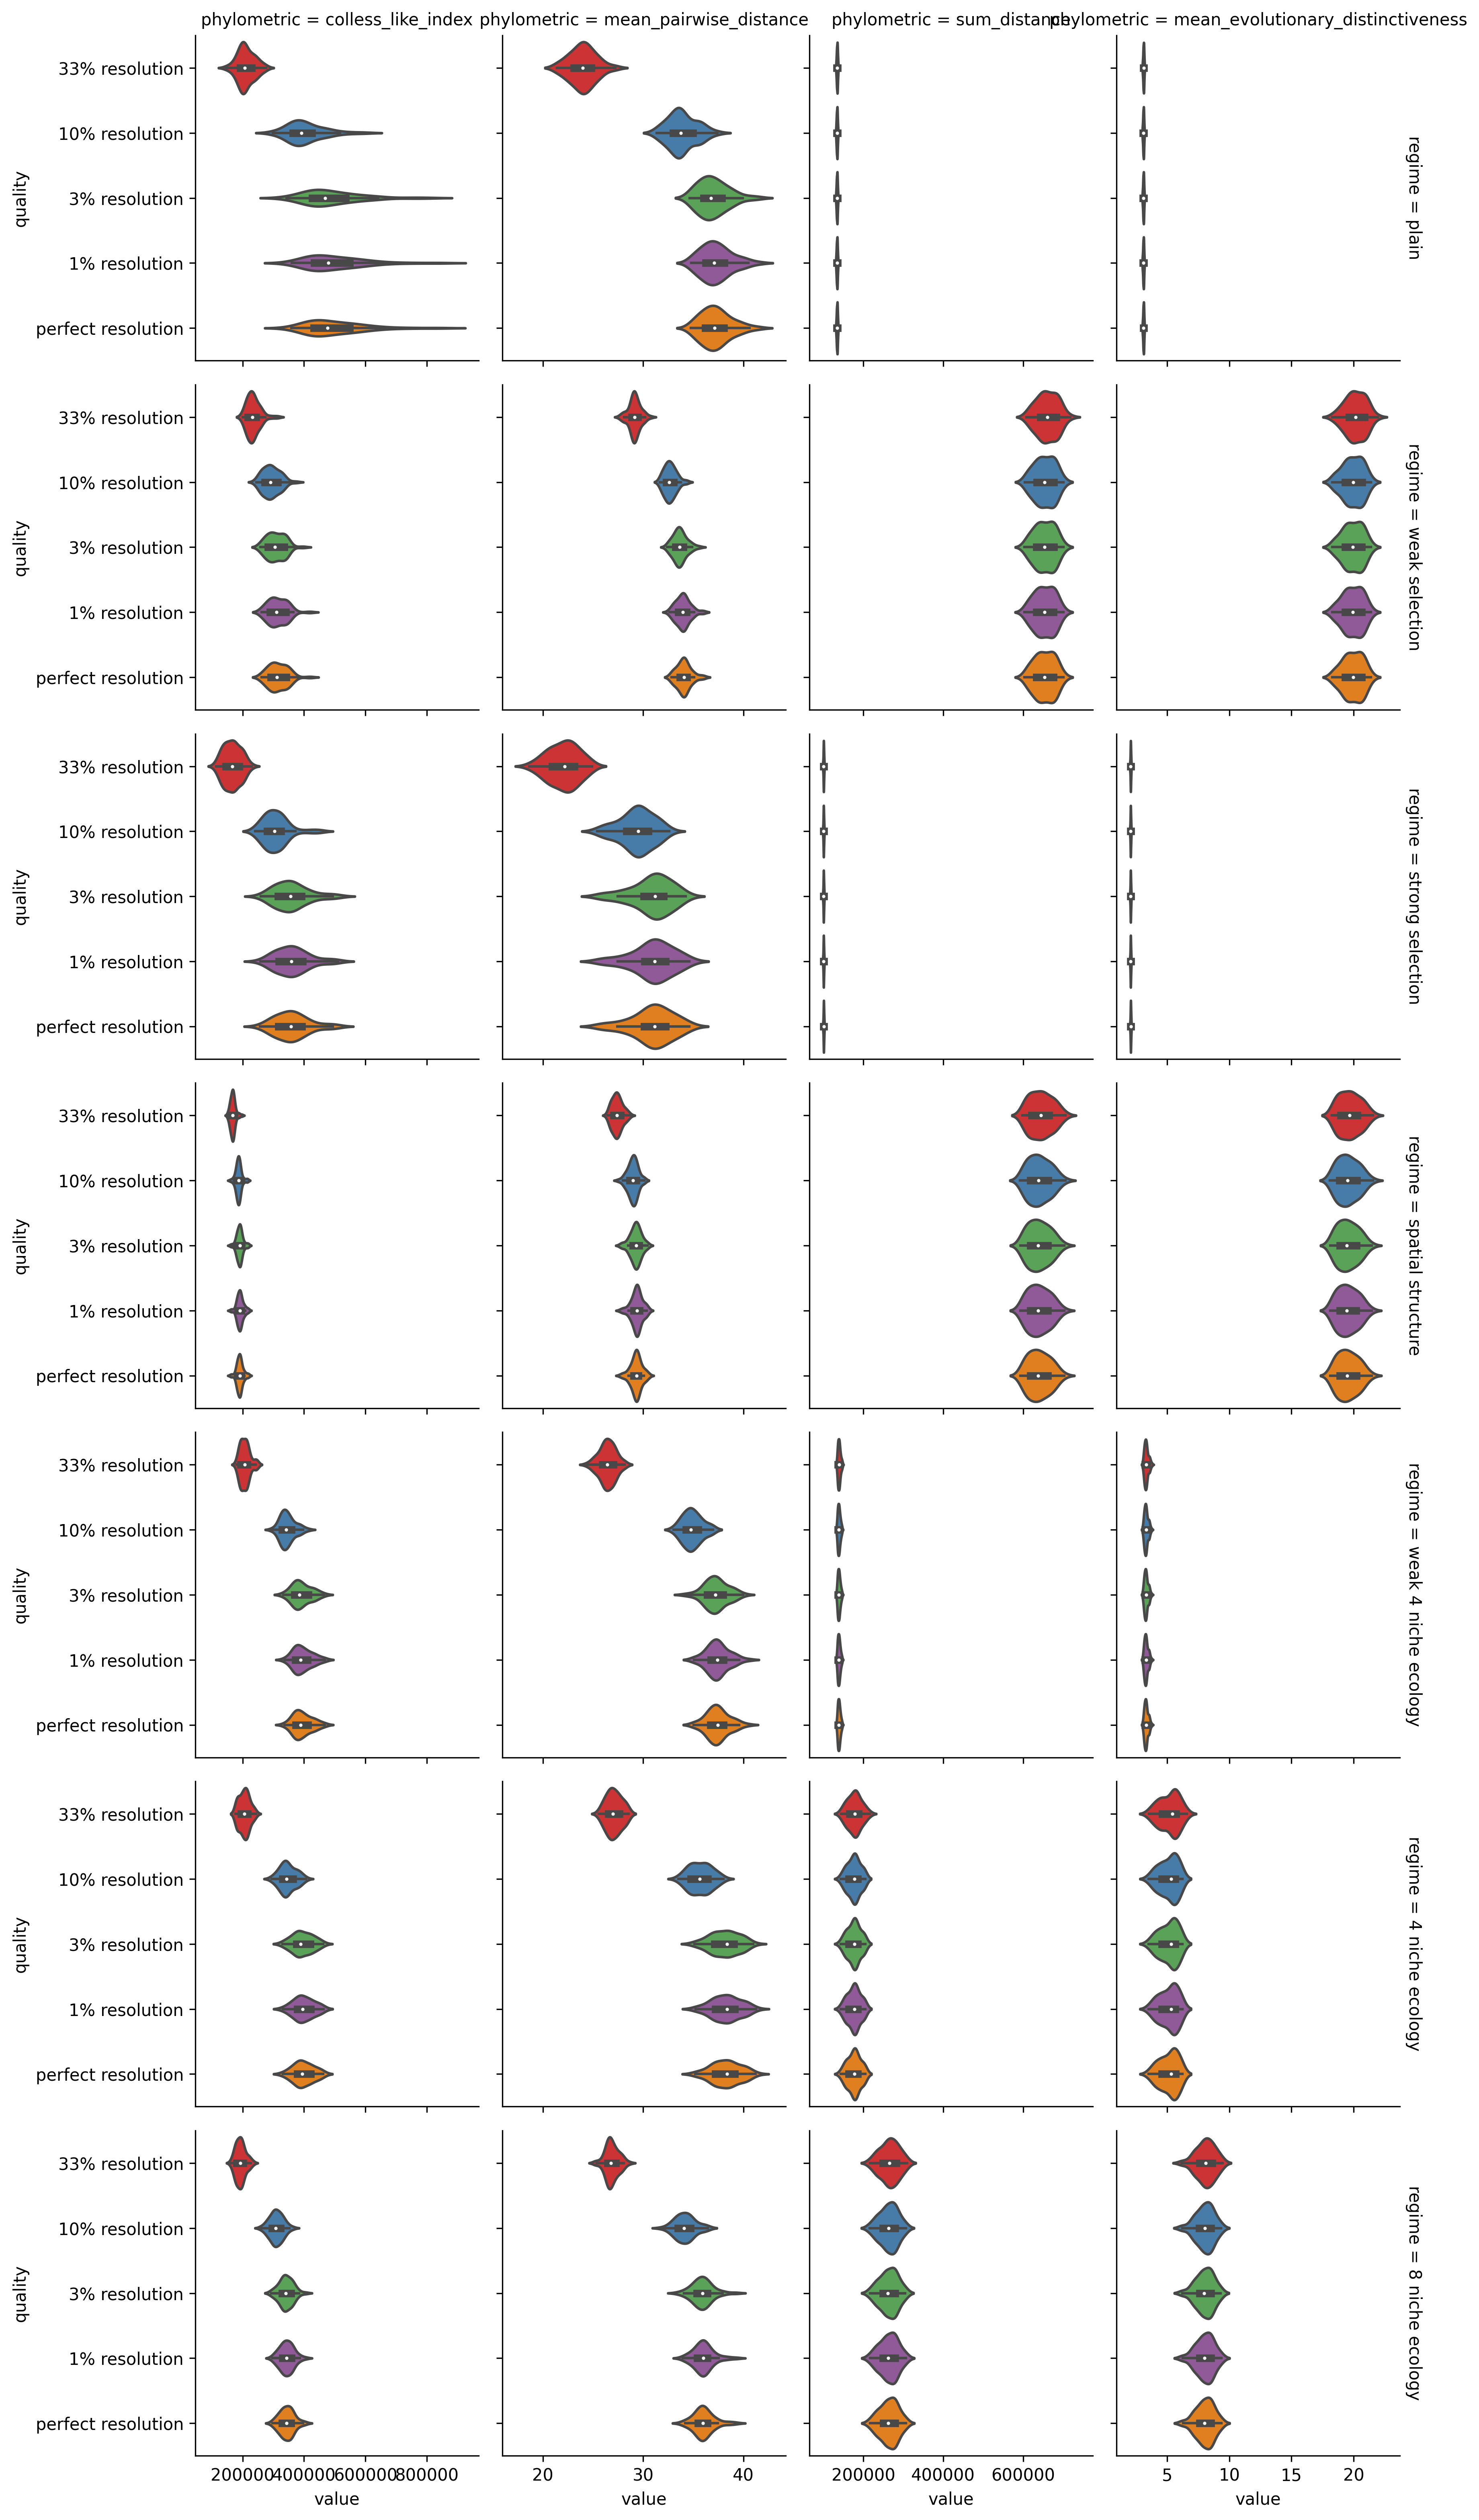 phylometric = colless_like_index phylometric = mean_pairwise_distance phylometric = sum_distance phylometric = mean_evolutionary_distinctiveness
quality
33% resolution
10% resolution
3% resolution
1% resolution
perfect resolution
regime = plain
quality
33% resolution
10% resolution
3% resolution
1% resolution
perfect resolution
regime = weak selection
quality
33% resolution
10% resolution
3% resolution
1% resolution
perfect resolution
regime = strong selection
quality
33% resolution
10% resolution
3% resolution
1% resolution
perfect resolution
regime = spatial structure
quality
33% resolution
10% resolution
3% resolution
1% resolution
perfect resolution
regime = weak 4 niche ecology
quality
33% resolution
10% resolution
3% resolution
1% resolution
perfect resolution
regime = 4 niche ecology
quality
33% resolution
10% resolution
3% resolution
1% resolution
perfect resolution
regime = 8 niche ecology
200000 400000 600000 800000 20 30 40 200000 400000 600000 5 10 15 20
value value value value